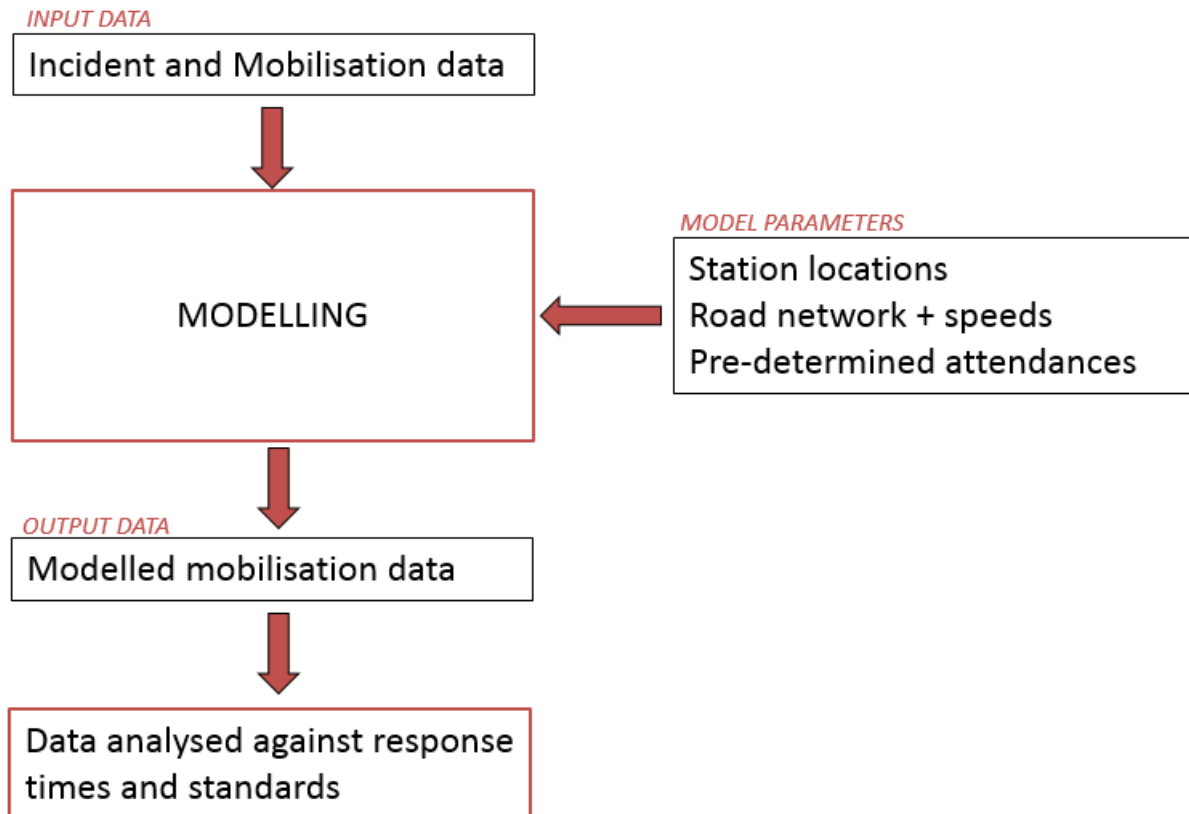 INPUT DATA
Incident and Mobilisation data
MODELLING
MODEL PARAMETERS
Station locations
Road network + speeds
Pre-determined attendances
OUTPUT DATA
Modelled mobilisation data
Data analysed against response
times and standards